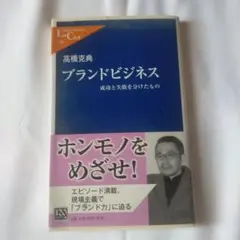 高橋克典
ブランドビジネス
成功と失敗を分けたもの
ホンモノ
をめざせ!
エピソード満載、
現場主義で
「ブランド力」に迫る